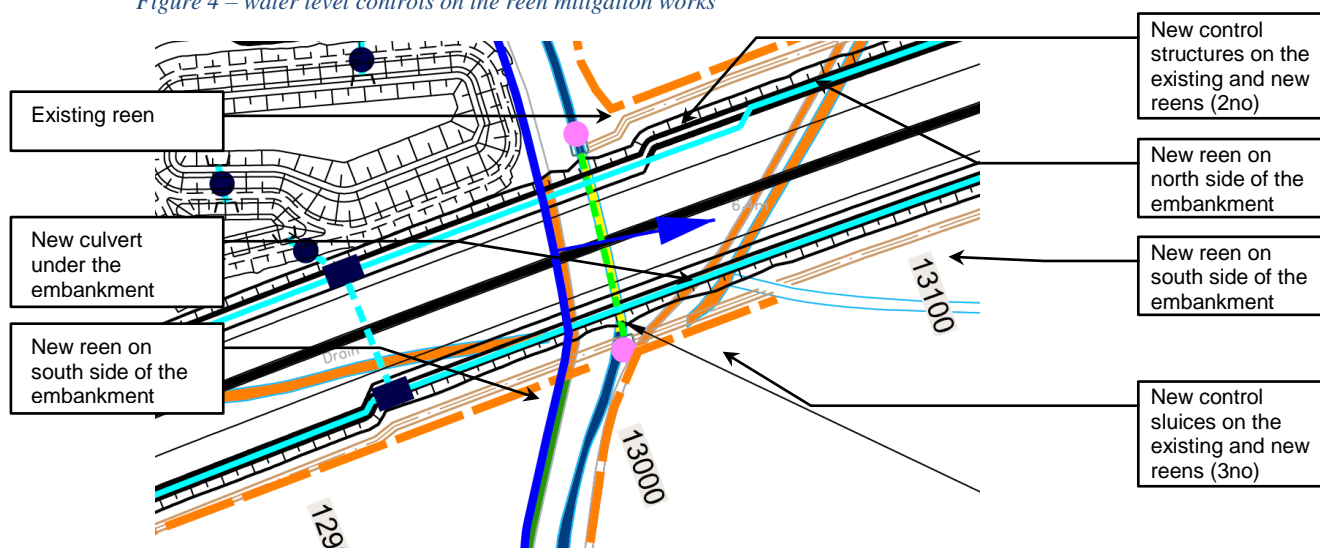 Figure 4 – water level controls on the reen mitigation works
Existing reen
New culvert
under the
embankment
New reen on
south side of the
embankment
New control
structures on the
existing and new
reens (2no)
New reen on
north side of the
embankment
New reen on
south side of the
embankment
New control
sluices on the
existing and new
reens (3no)
6.4m
Drain
13100
13000
129